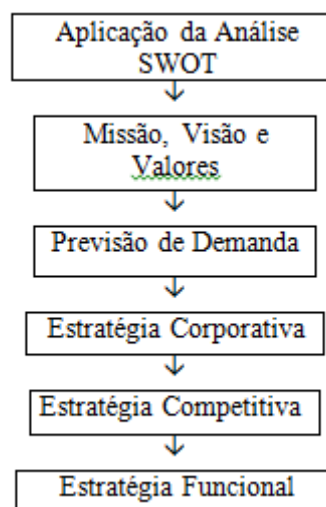 Aplicação da Análise
SWOT
Missão, Visão e
Valores
Previsão de Demanda
Estratégia Corporativa
Estratégia Competitiva
Estratégia Funcional